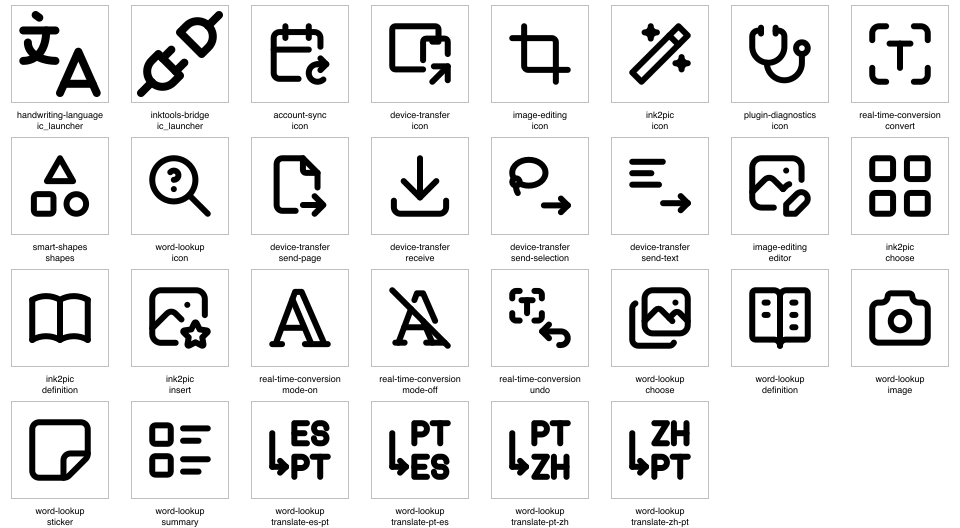 文
A
handwriting-language
ic_launcher
inktools-bridge
ic_launcher
account-sync
icon
device-transfer
icon
image-editing
icon
ink2pic
icon
plugin-diagnostics
icon
T
real-time-conversion
convert
smart-shapes
shapes
?
word-lookup
icon
device-transfer
send-page
device-transfer
receive
device-transfer
send-selection
device-transfer
send-text
image-editing
editor
ink2pic
choose
ink2pic
definition
ink2pic
insert
A
real-time-conversion
mode-on
A
real-time-conversion
mode-off
T
real-time-conversion
undo
word-lookup
choose
word-lookup
definition
word-lookup
image
word-lookup
sticker
word-lookup
summary
ES
PT
word-lookup
translate-es-pt
PT
ES
word-lookup
translate-pt-es
PT
ZH
word-lookup
translate-pt-zh
ZH
PT
word-lookup
translate-zh-pt